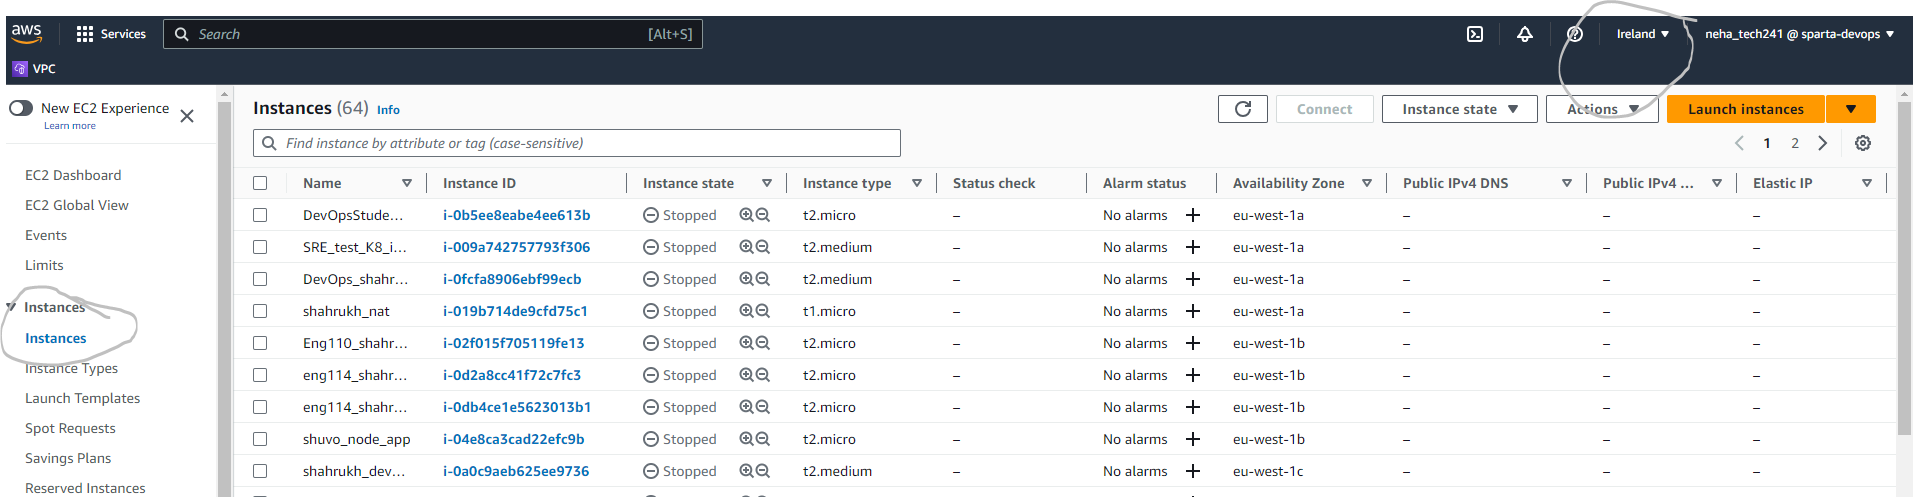 aws Services Search [Alt+S] Ireland ▼ neha_tech241 @ sparta-devops ▼
VPC
New EC2 Experience
Learn more
EC2 Dashboard
EC2 Global View
Events
Limits
Instances
Instances
Instance Types
Launch Templates
Spot Requests
Savings Plans
Reserved Instances
Instances (64) Info Connect Instance state ▼ Actions ▼ Launch instances ▼
Find instance by attribute or tag (case-sensitive) 1 2
Name Instance ID Instance state Instance type Status check Alarm status Availability Zone Public IPv4 DNS Public IPv4 ... Elastic IP
DevOpsStude... i-0b5ee8eabe4ee613b Stopped t2.micro – No alarms + eu-west-1a – – –
SRE_test_K8_i... i-009a742757793f306 Stopped t2.medium – No alarms + eu-west-1a – – –
DevOps_shahr... i-0fcfa8906ebf99ecb Stopped t2.medium – No alarms + eu-west-1a – – –
shahrukh_nat i-019b714de9cfd75c1 Stopped t1.micro – No alarms + eu-west-1a – – –
Eng110_shahr... i-02f015f705119fe13 Stopped t2.micro – No alarms + eu-west-1b – – –
eng114_shahr... i-0d2a8cc41f72c7fc3 Stopped t2.micro – No alarms + eu-west-1b – – –
eng114_shahr... i-0db4ce1e5623013b1 Stopped t2.micro – No alarms + eu-west-1b – – –
shuvo_node_app i-04e8ca3cad22efc9b Stopped t2.micro – No alarms + eu-west-1b – – –
shahrukh_dev... i-0a0c9aeb625ee9736 Stopped t2.medium – No alarms + eu-west-1c – – –